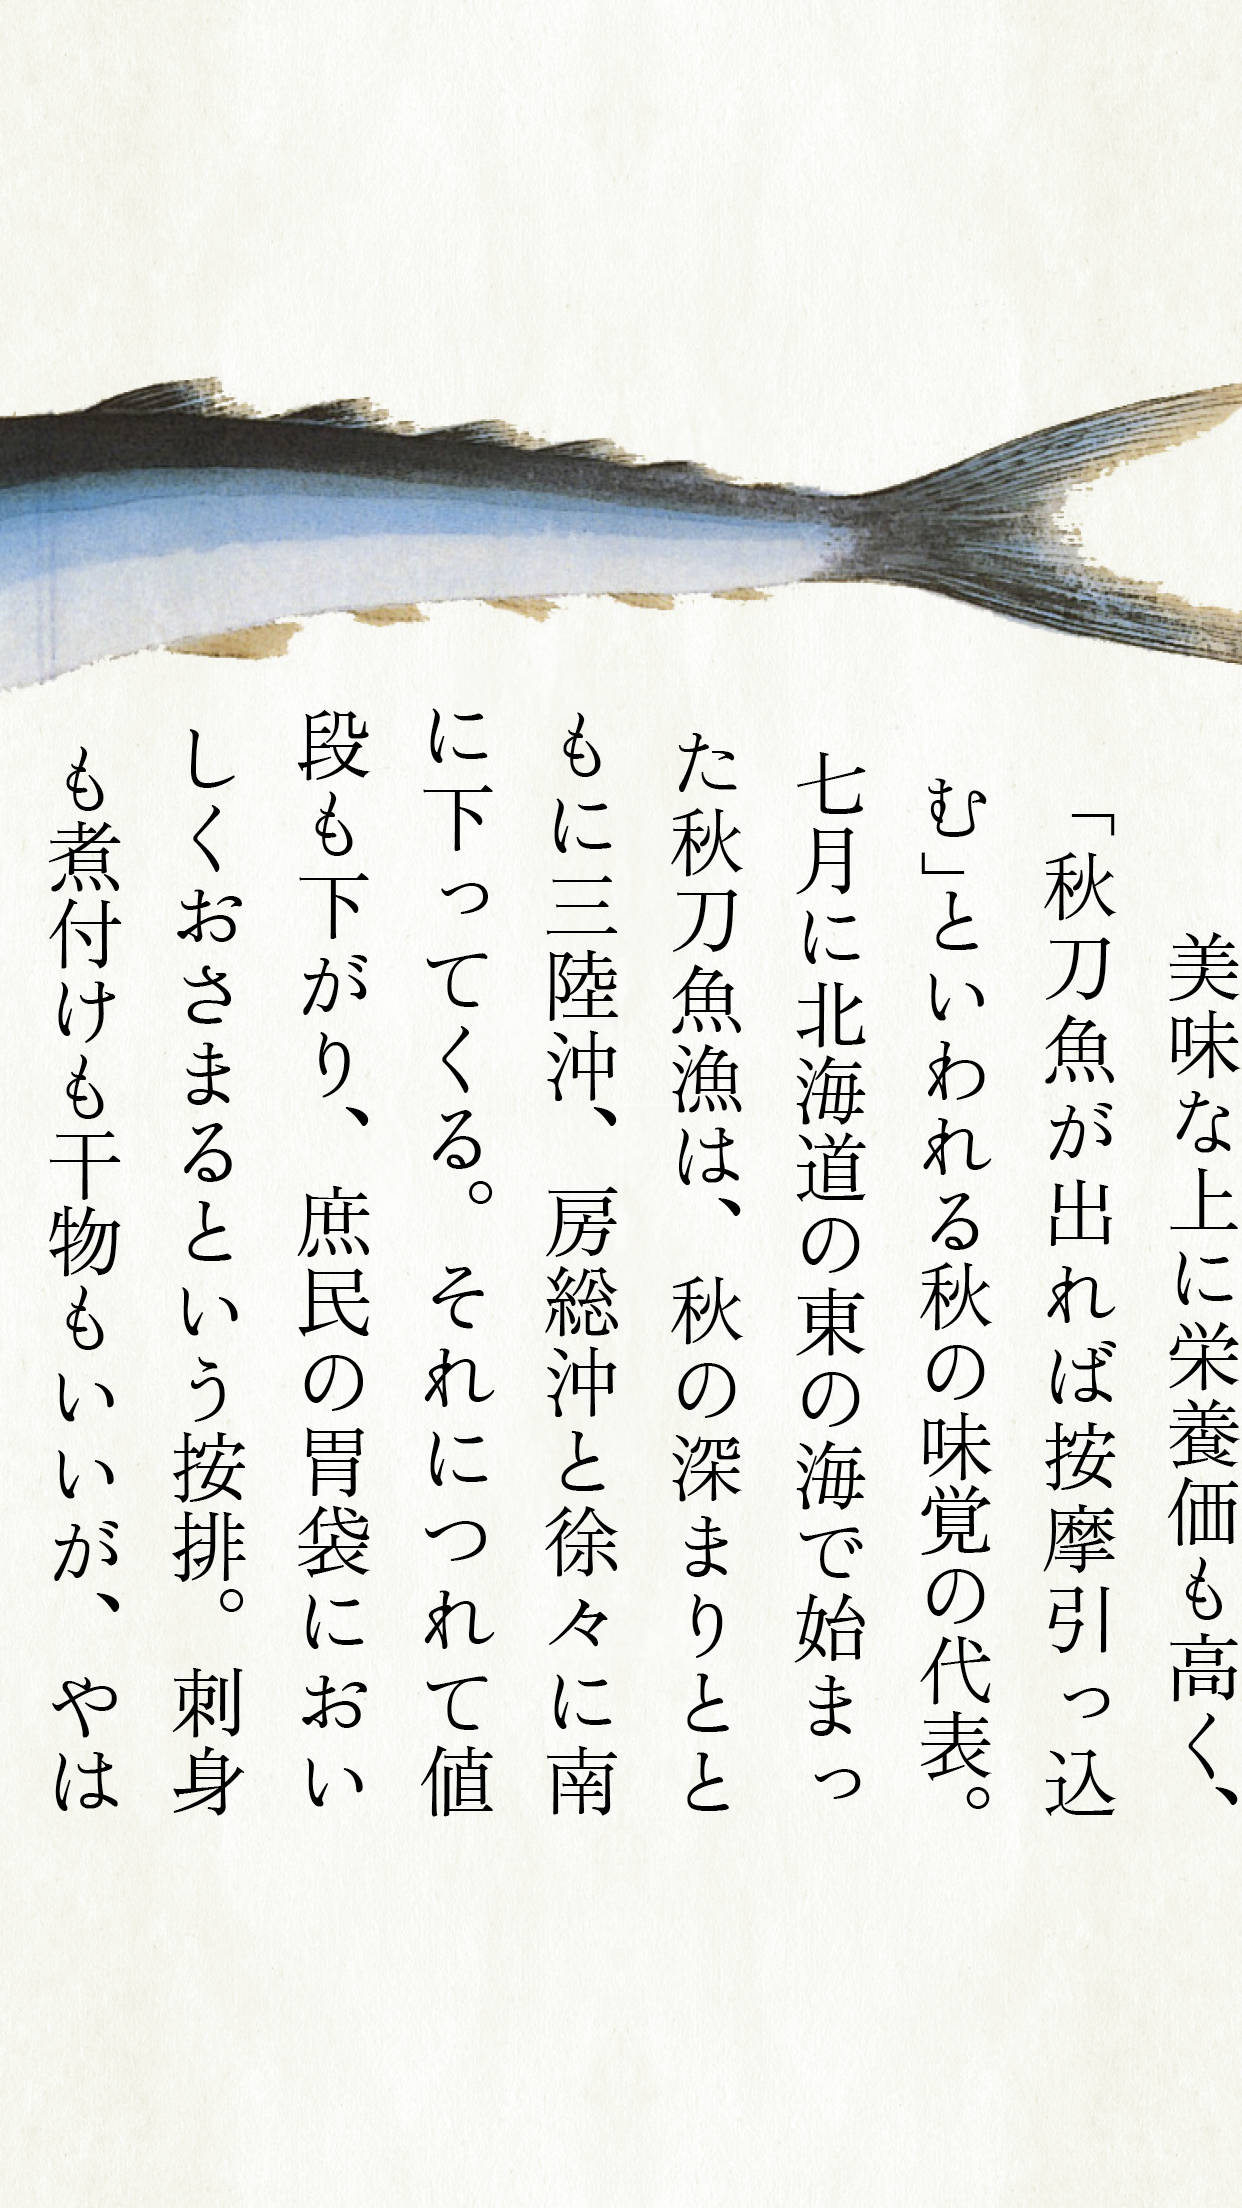 美味な上に栄養価も高く、
「秋刀魚が出れば按摩引っ込
む」といわれる秋の味覚の代表。
七月に北海道の東の海で始まっ
た秋刀魚漁は、秋の深まりとと
もに三陸沖、房総沖と徐々に南
に下ってくる。それにつれて値
段も下がり、庶民の胃袋におい
しくおさまるという按排。刺身
も煮付けも干物もいいが、やは